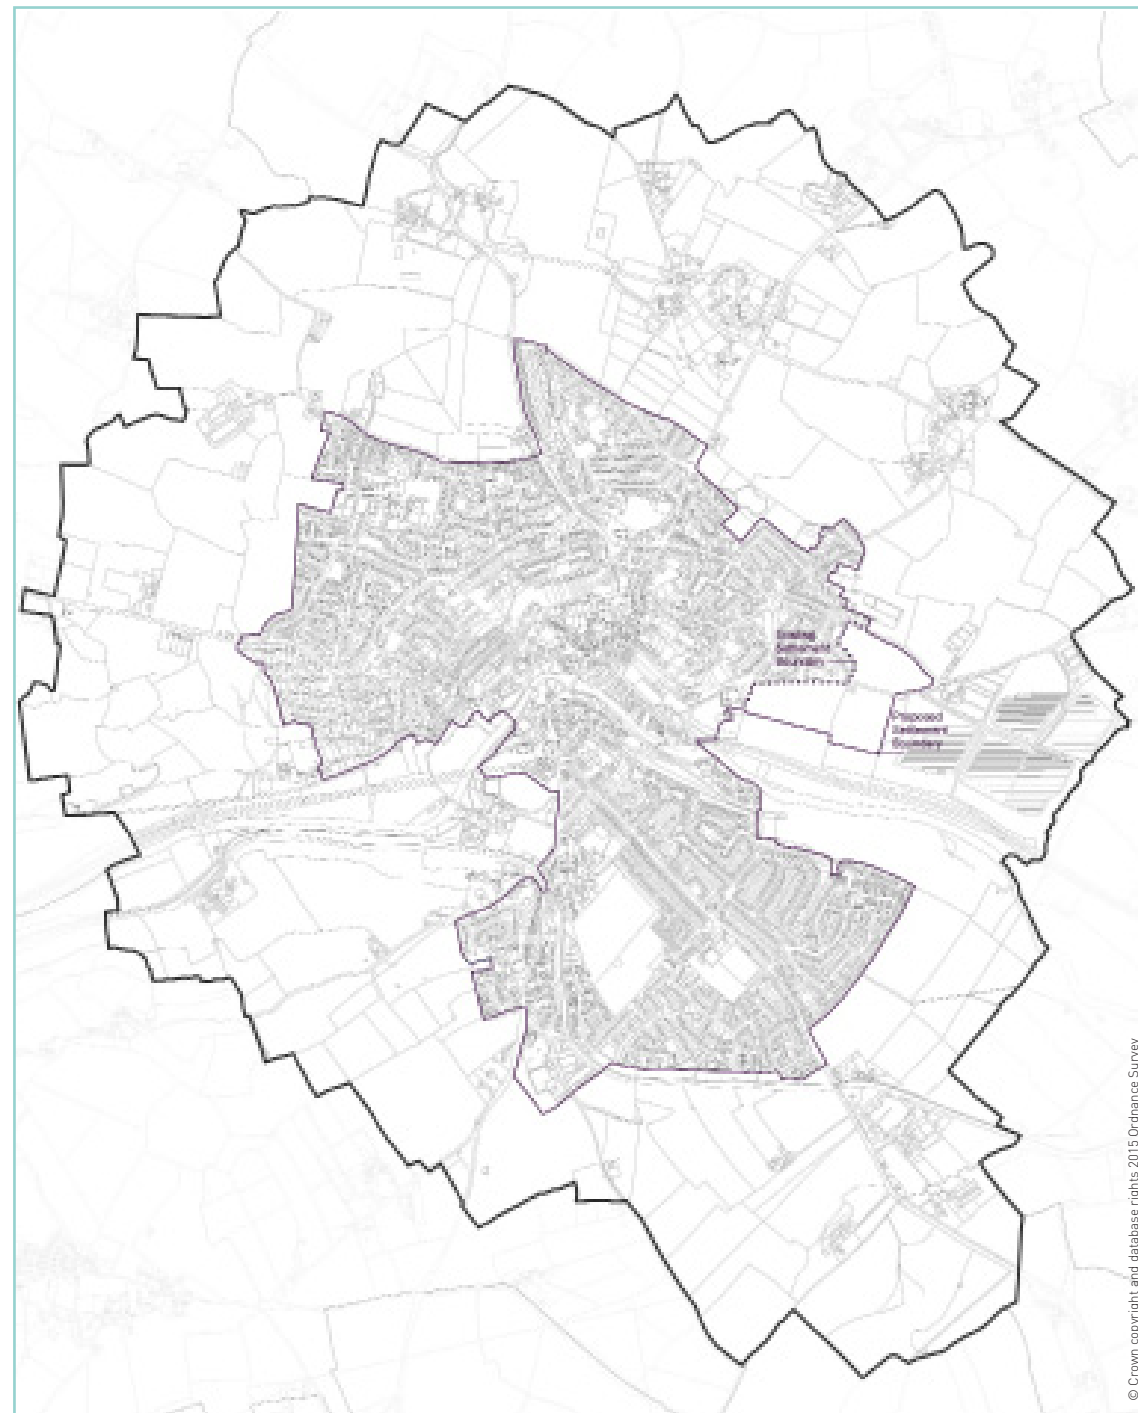 Existing
Settlement
Boundary
Proposed
Settlement
Boundary
© Crown copyright and database rights 2015 Ordnance Survey